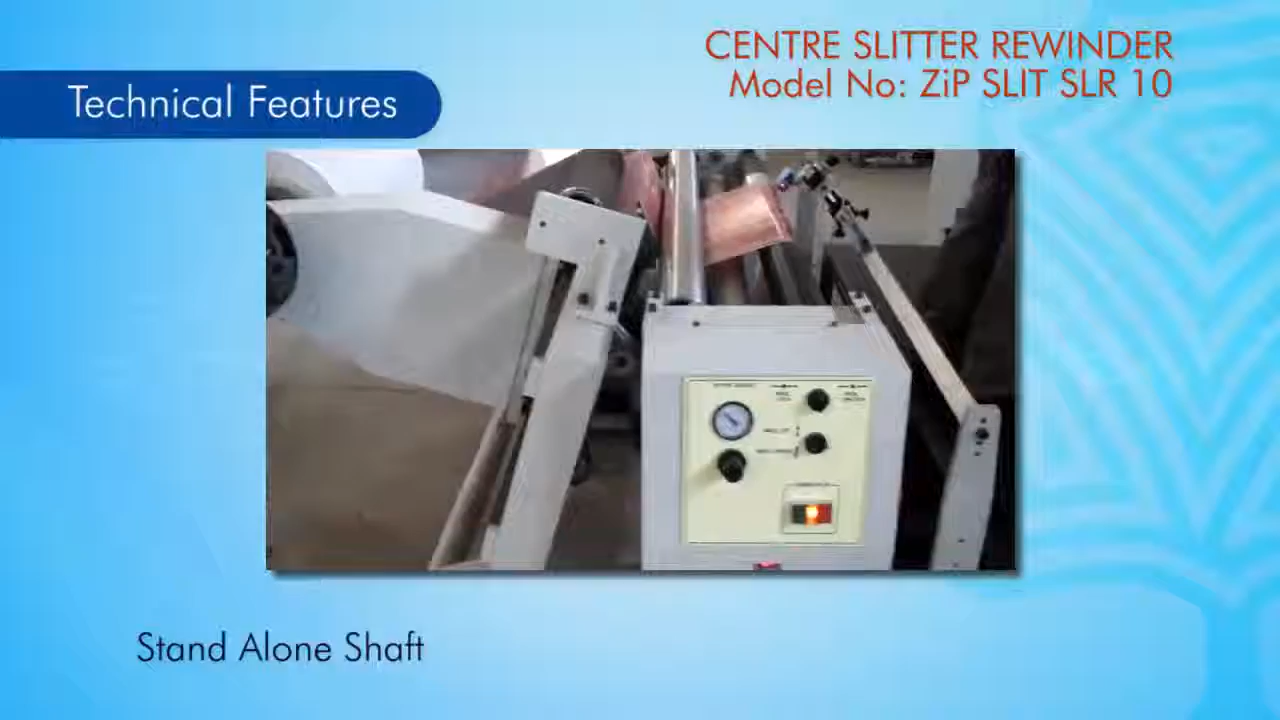 CENTRE SLITTER REWINDER
Model No: ZiP SLIT SLR 10
Technical Features
Stand Alone Shaft